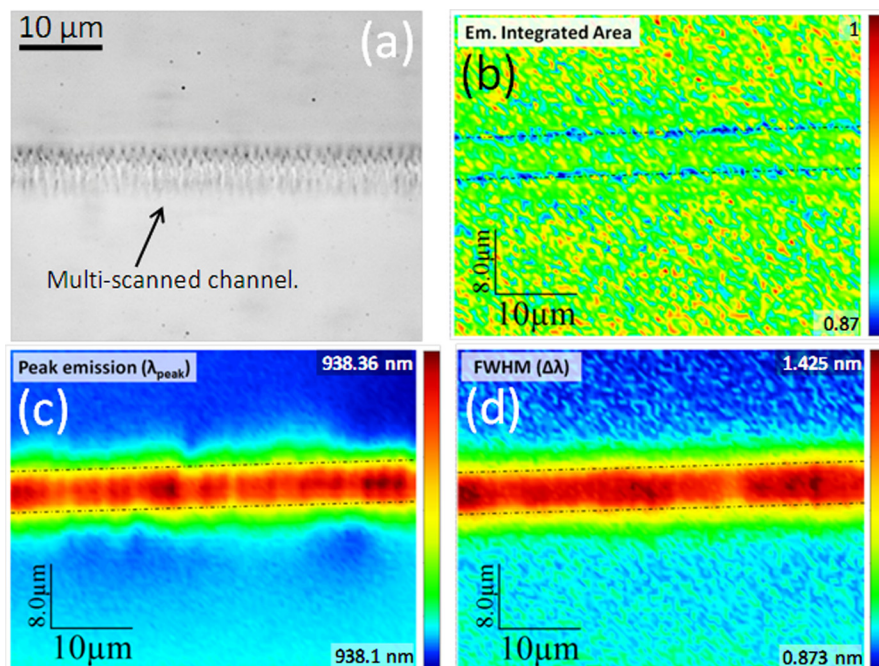 10 μm
(a)
Multi-scanned channel.
Em. Integrated Area
1
(b)
8.0μm
10μm
0.87
Peak emission (λpeak)
938.36 nm
(c)
8.0μm
10μm
938.1 nm
FWHM (Δλ)
1.425 nm
(d)
8.0μm
10μm
0.873 nm